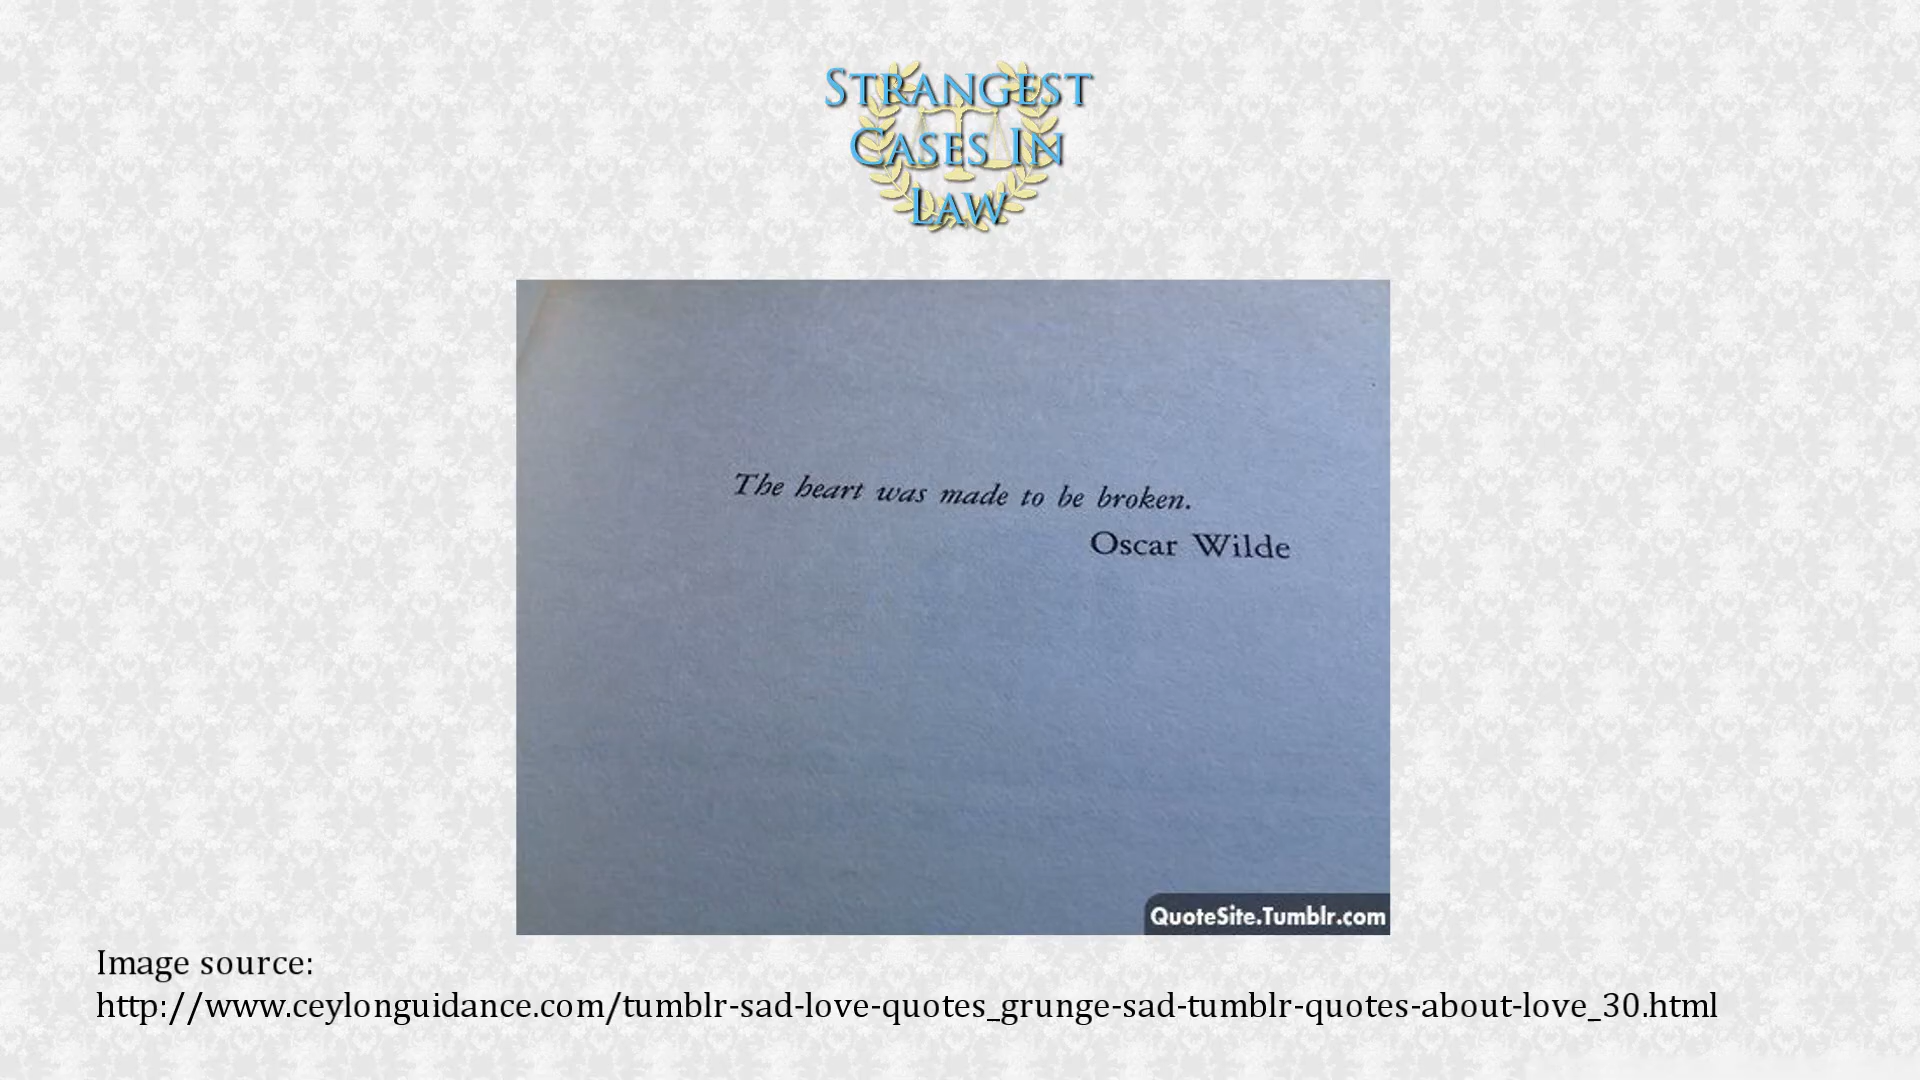 STRANGEST
CASES IN
LAW
The heart was made to be broken.
Oscar Wilde
QuoteSite.Tumblr.com
Image source:
http://www.ceylonguidance.com/tumblr-sad-love-quotes_grunge-sad-tumblr-quotes-about-love_30.html